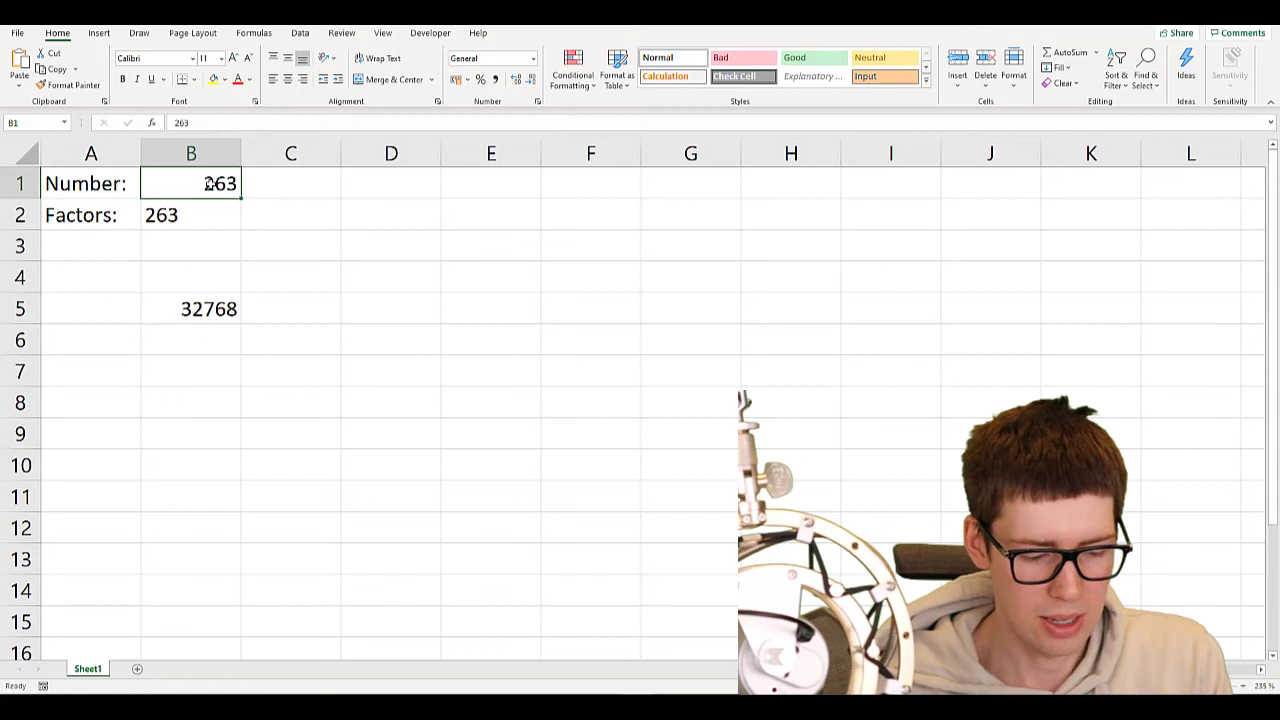 File Home Insert Draw Page Layout Formulas Data Review View Developer Help Share Comments
Paste Cut Copy Format Painter Clipboard
Calibri 11 B I U Font
Wrap Text Merge & Center Alignment
General % Number
Conditional Formatting Format as Table
Normal Bad Good Neutral
Calculation Check Cell Explanatory ... Input
Styles
Insert Delete Format Cells
AutoSum Fill Clear Sort & Filter Find & Select Editing
Ideas Ideas
Sensitivity Sensitivity
B1 fx 263
A B C D E F G H I J K L
1 Number: 263
2 Factors: 263
3
4
5 32768
6
7
8
9
10
11
12
13
14
15
16
Sheet1
Ready 235 %